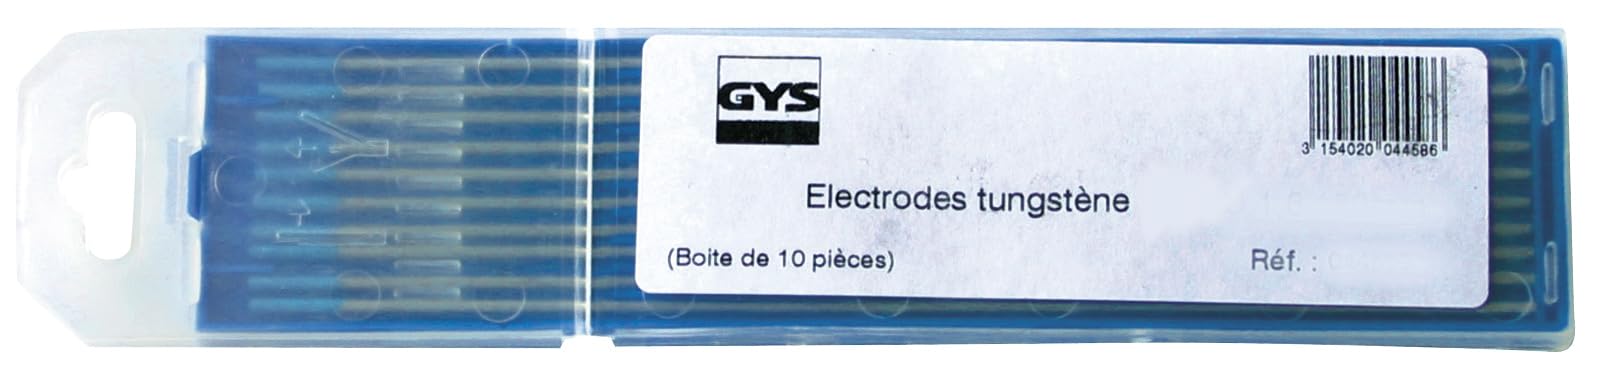 GYS
3 154020 044586
Electrodes tungstène
(Boite de 10 pièces)
Réf. :